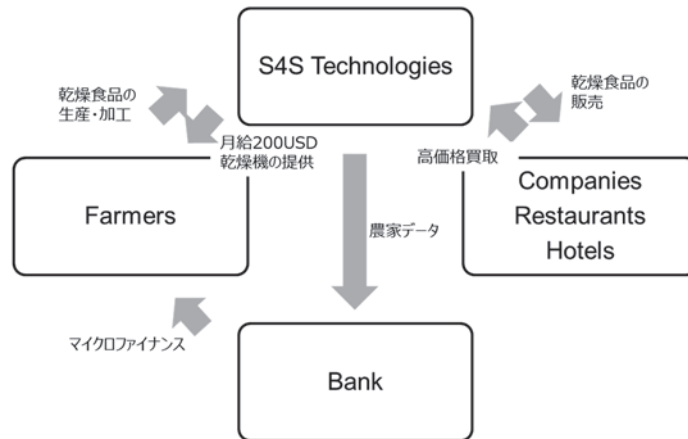 S4S Technologies
乾燥食品の
生産・加工
乾燥食品の
販売
月給200USD
乾燥機の提供
高価格買取
Farmers
農家データ
Companies
Restaurants
Hotels
マイクロファイナンス
Bank